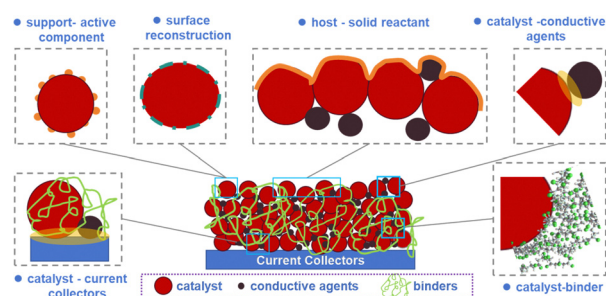 support- active
component
surface
reconstruction
host - solid reactant
catalyst -conductive
agents
Current Collectors
catalyst - current
collectors
catalyst
conductive agents
binders
catalyst-binder